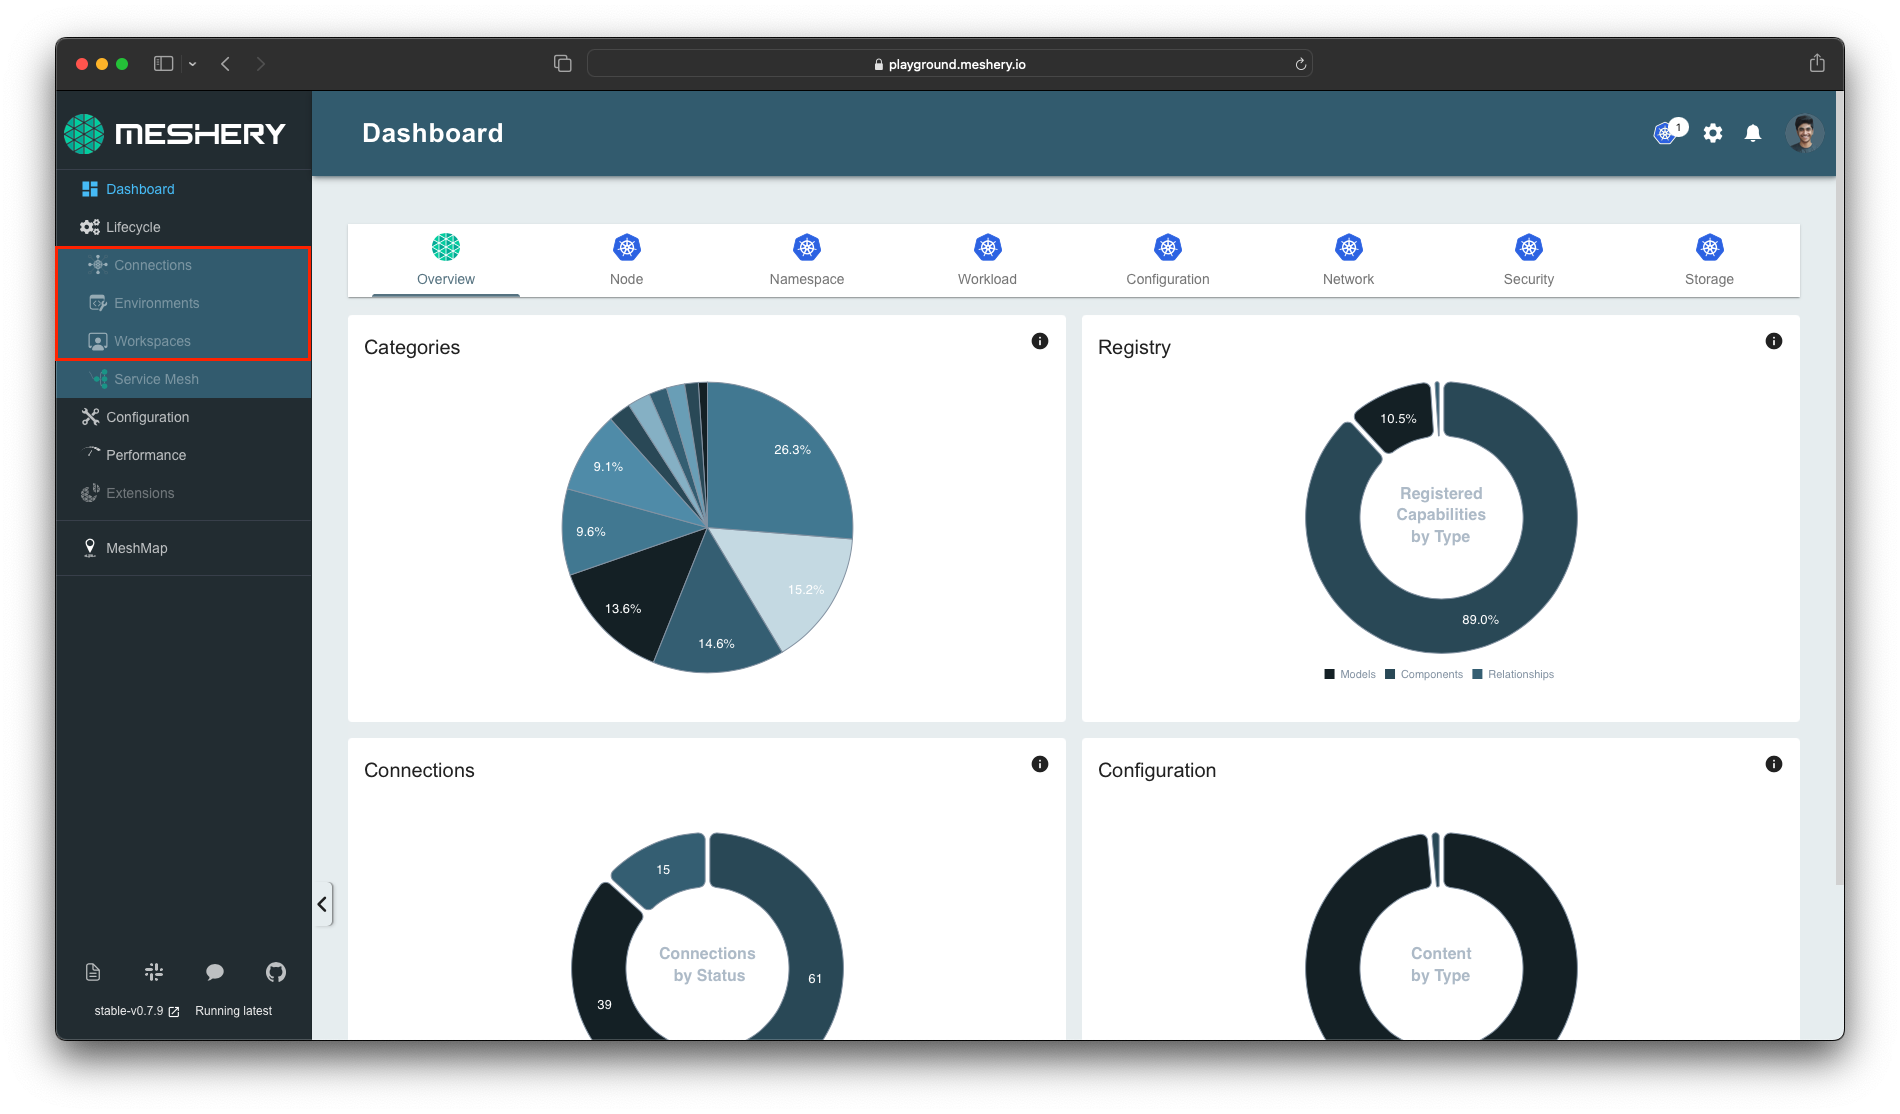 playground.meshery.io
MESHERY
Dashboard
1
Dashboard
Lifecycle
Connections
Environments
Workspaces
Service Mesh
Configuration
Performance
Extensions
MeshMap
stable-v0.7.9 Running latest
Overview Node Namespace Workload Configuration Network Security Storage
Categories
26.3%
9.1%
9.6%
15.2%
13.6%
14.6%
Registry
10.5%
Registered
Capabilities
by Type
89.0%
Models Components Relationships
Connections
15
Connections
by Status
61
39
Configuration
Content
by Type